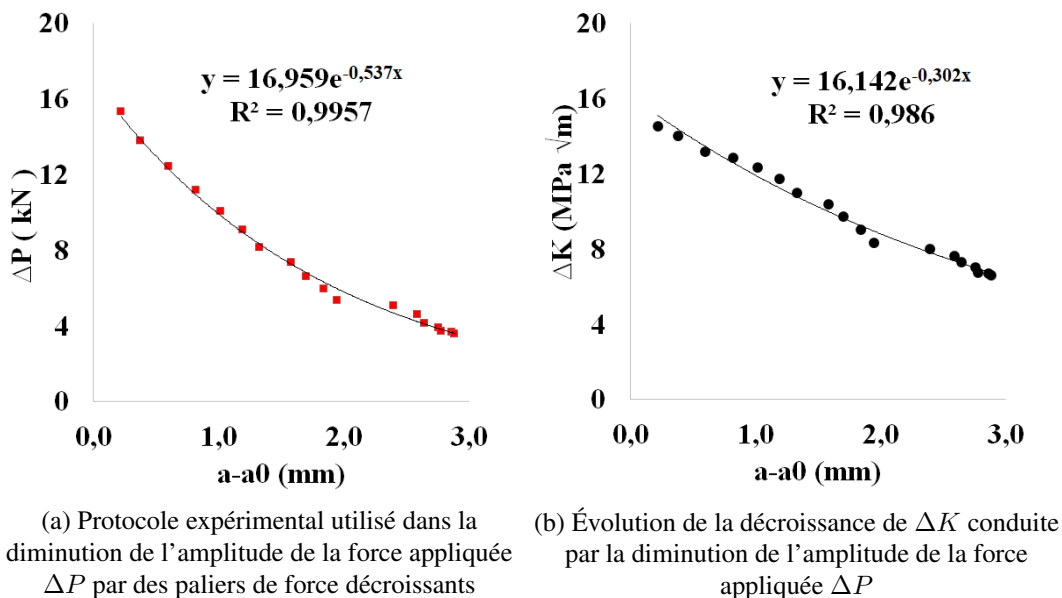 20
16
12
8
4
0
ΔP ( kN)
y = 16,959e^-0,537x
R² = 0,9957
0,0 1,0 2,0 3,0
a-a0 (mm)
(a) Protocole expérimental utilisé dans la
diminution de l'amplitude de la force appliquée
ΔP par des paliers de force décroissants
20
16
12
8
4
0
ΔK (MPa √m)
y = 16,142e^-0,302x
R² = 0,986
0,0 1,0 2,0 3,0
a-a0 (mm)
(b) Évolution de la décroissance de ΔK conduite
par la diminution de l'amplitude de la force
appliquée ΔP